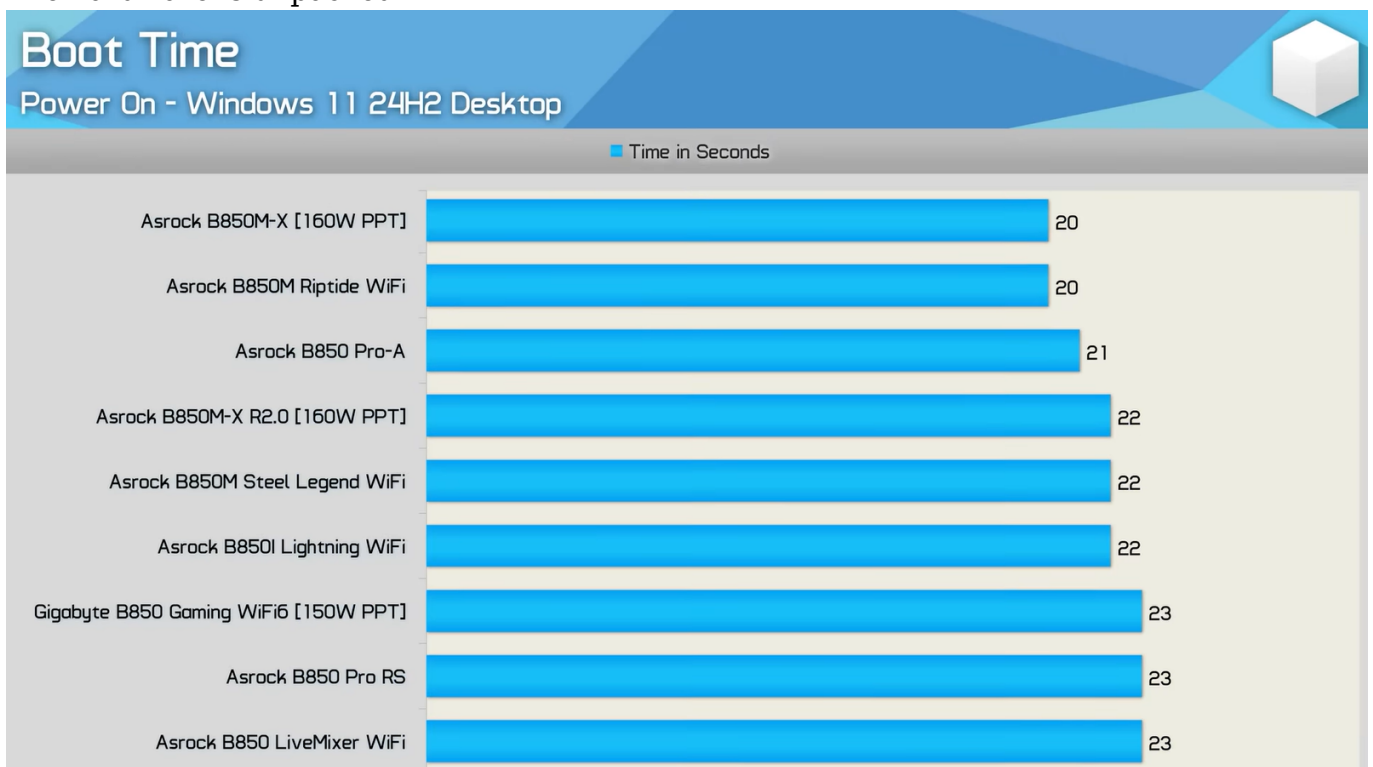 Boot Time
Power On - Windows 11 24H2 Desktop
Time in Seconds
Asrock B850M-X [160W PPT] 20
Asrock B850M Riptide WiFi 20
Asrock B850 Pro-A 21
Asrock B850M-X R2.0 [160W PPT] 22
Asrock B850M Steel Legend WiFi 22
Asrock B850I Lightning WiFi 22
Gigabyte B850 Gaming WiFi6 [150W PPT] 23
Asrock B850 Pro RS 23
Asrock B850 LiveMixer WiFi 23